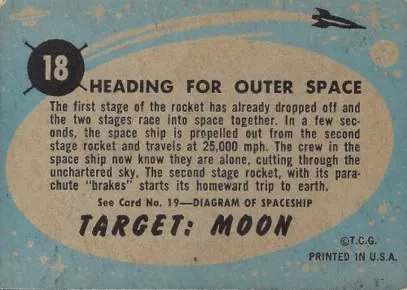 18
HEADING FOR OUTER SPACE
The first stage of the rocket has already dropped off and
the two stages race into space together. In a few sec-
onds, the space ship is propelled out from the second
stage rocket and travels at 25,000 mph. The crew in the
space ship now know they are alone, cutting through the
unchartered sky. The second stage rocket, with its para-
chute "brakes" starts its homeward trip to earth.
See Card No. 19—DIAGRAM OF SPACESHIP
TARGET: MOON
©T.C.G.
PRINTED IN U.S.A.